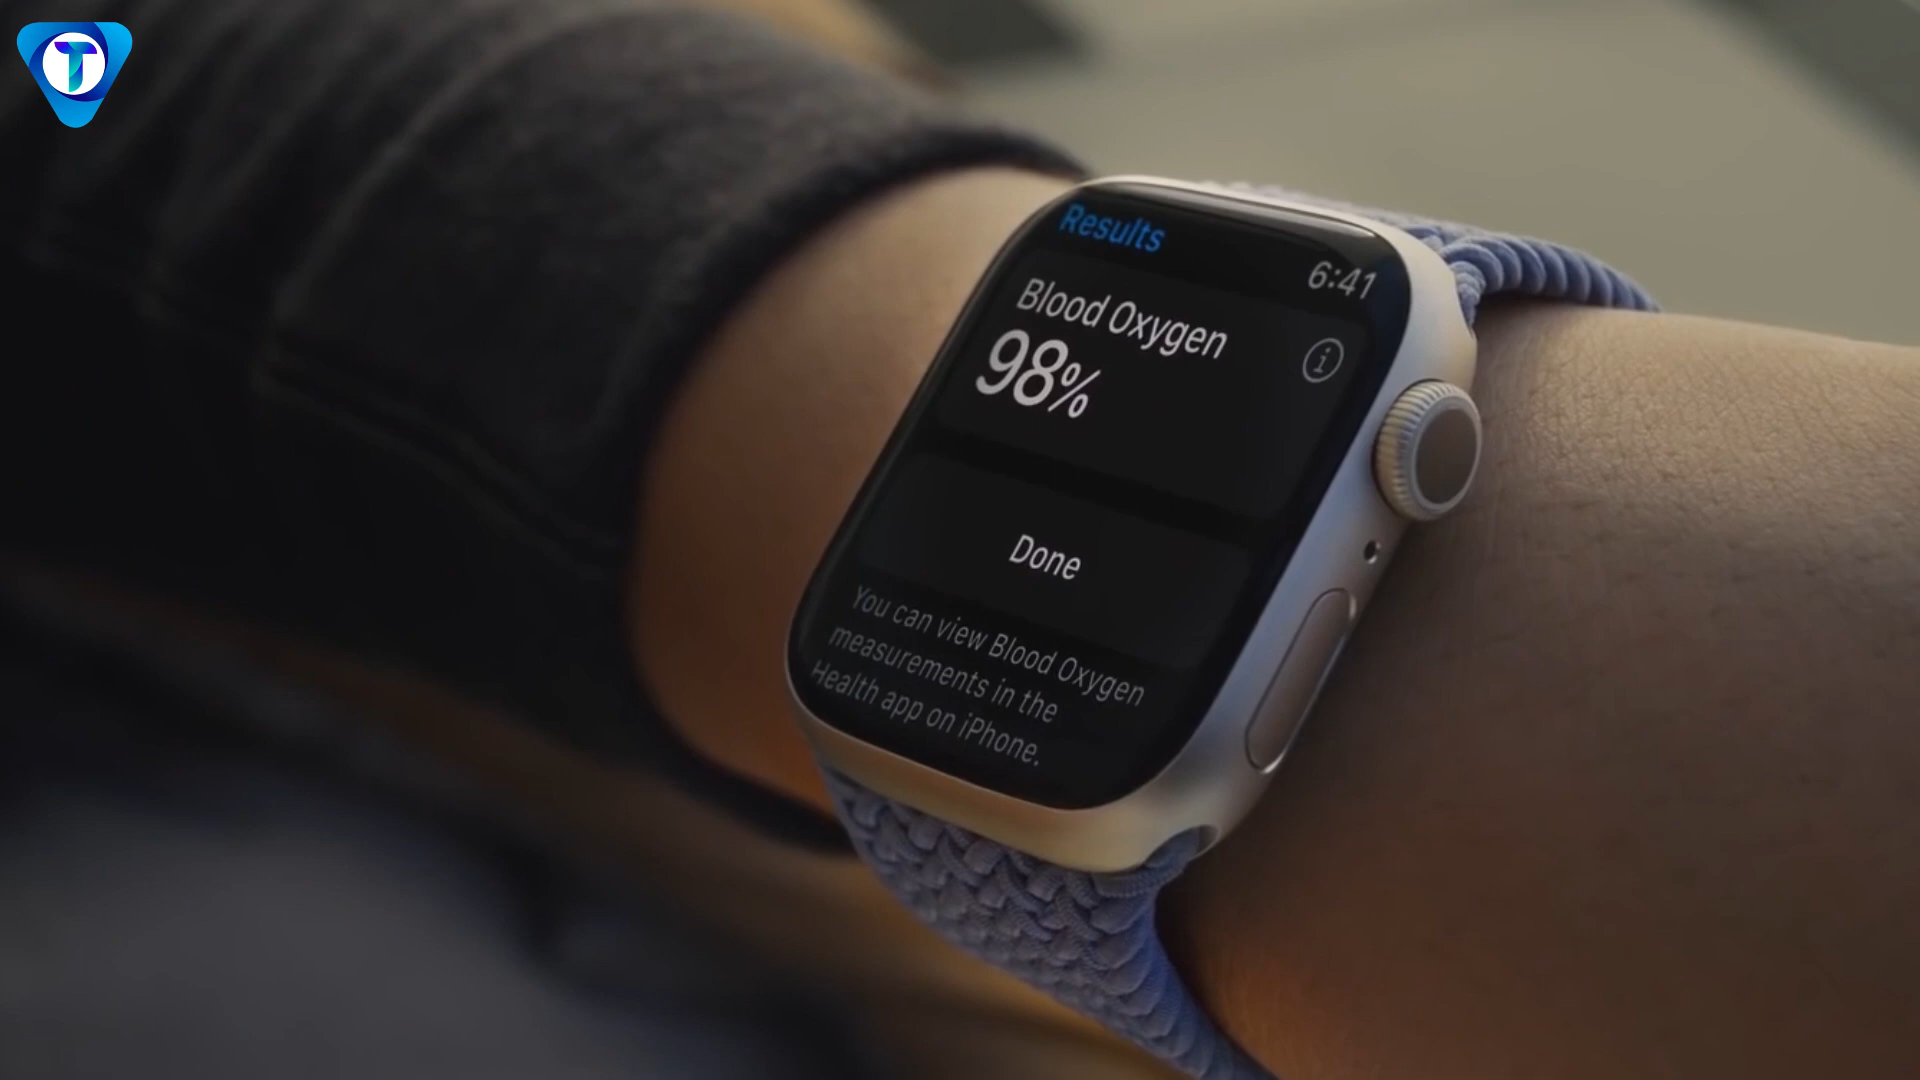 T
Results
6:41
Blood Oxygen
98%
Done
You can view Blood Oxygen
measurements in the
Health app on iPhone.